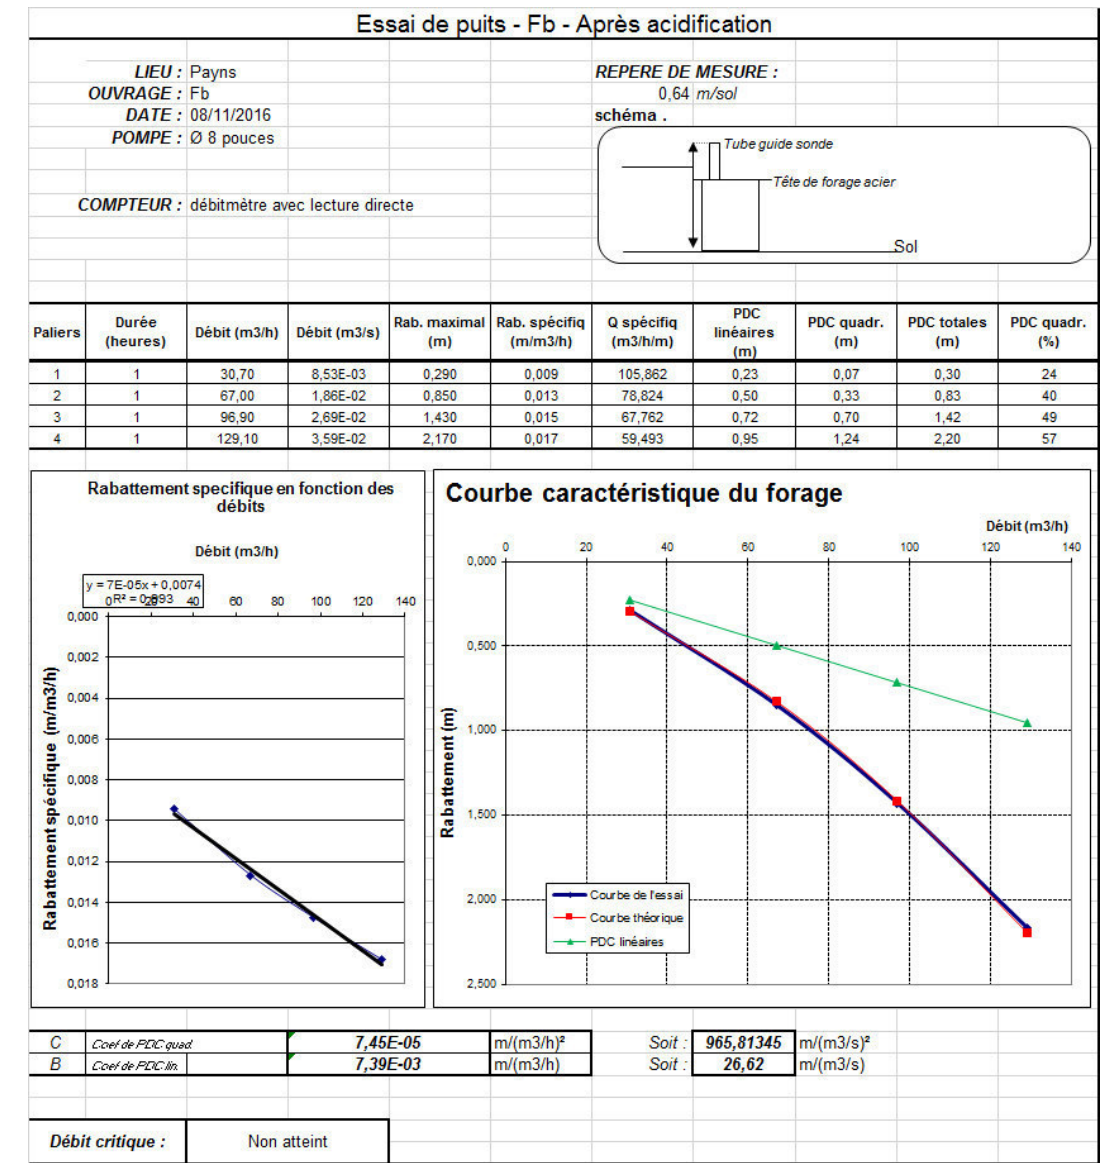 Essai de puits - Fb - Après acidification
LIEU : Payns
REPERE DE MESURE :
OUVRAGE : Fb
0,64 m/sol
DATE : 08/11/2016
schéma .
POMPE : Ø 8 pouces
Tube guide sonde
Tête de forage acier
COMPTEUR : débitmètre avec lecture directe
Sol
Paliers Durée (heures) Débit (m3/h) Débit (m3/s) Rab. maximal (m) Rab. spécifiq (m/m3/h) Q spécifiq (m3/h/m) PDC linéaires (m) PDC quadr. (m) PDC totales (m) PDC quadr. (%)
1 1 30,70 8,53E-03 0,290 0,009 105,862 0,23 0,07 0,30 24
2 1 67,00 1,86E-02 0,850 0,013 78,824 0,50 0,33 0,83 40
3 1 96,90 2,69E-02 1,430 0,015 67,762 0,72 0,70 1,42 49
4 1 129,10 3,59E-02 2,170 0,017 59,493 0,95 1,24 2,20 57
Rabattement specifique en fonction des
débits
Débit (m3/h)
y = 7E-05x + 0,0074
R² = 0,993
0 20 40 60 80 100 120 140
0,000
0,002
0,004
0,006
0,008
0,010
0,012
0,014
0,016
0,018
Rabattement spécifique (m/m3/h)
Courbe caractéristique du forage
Débit (m3/h)
0 20 40 60 80 100 120 140
0,000
0,500
1,000
1,500
2,000
2,500
Rabattement (m)
Courbe de l'essai
Courbe théorique
PDC linéaires
C Coef de PDC quad. 7,45E-05 m/(m3/h)² Soit : 965,81345 m/(m3/s)²
B Coef de PDC lin. 7,39E-03 m/(m3/h) Soit : 26,62 m/(m3/s)
Débit critique : Non atteint